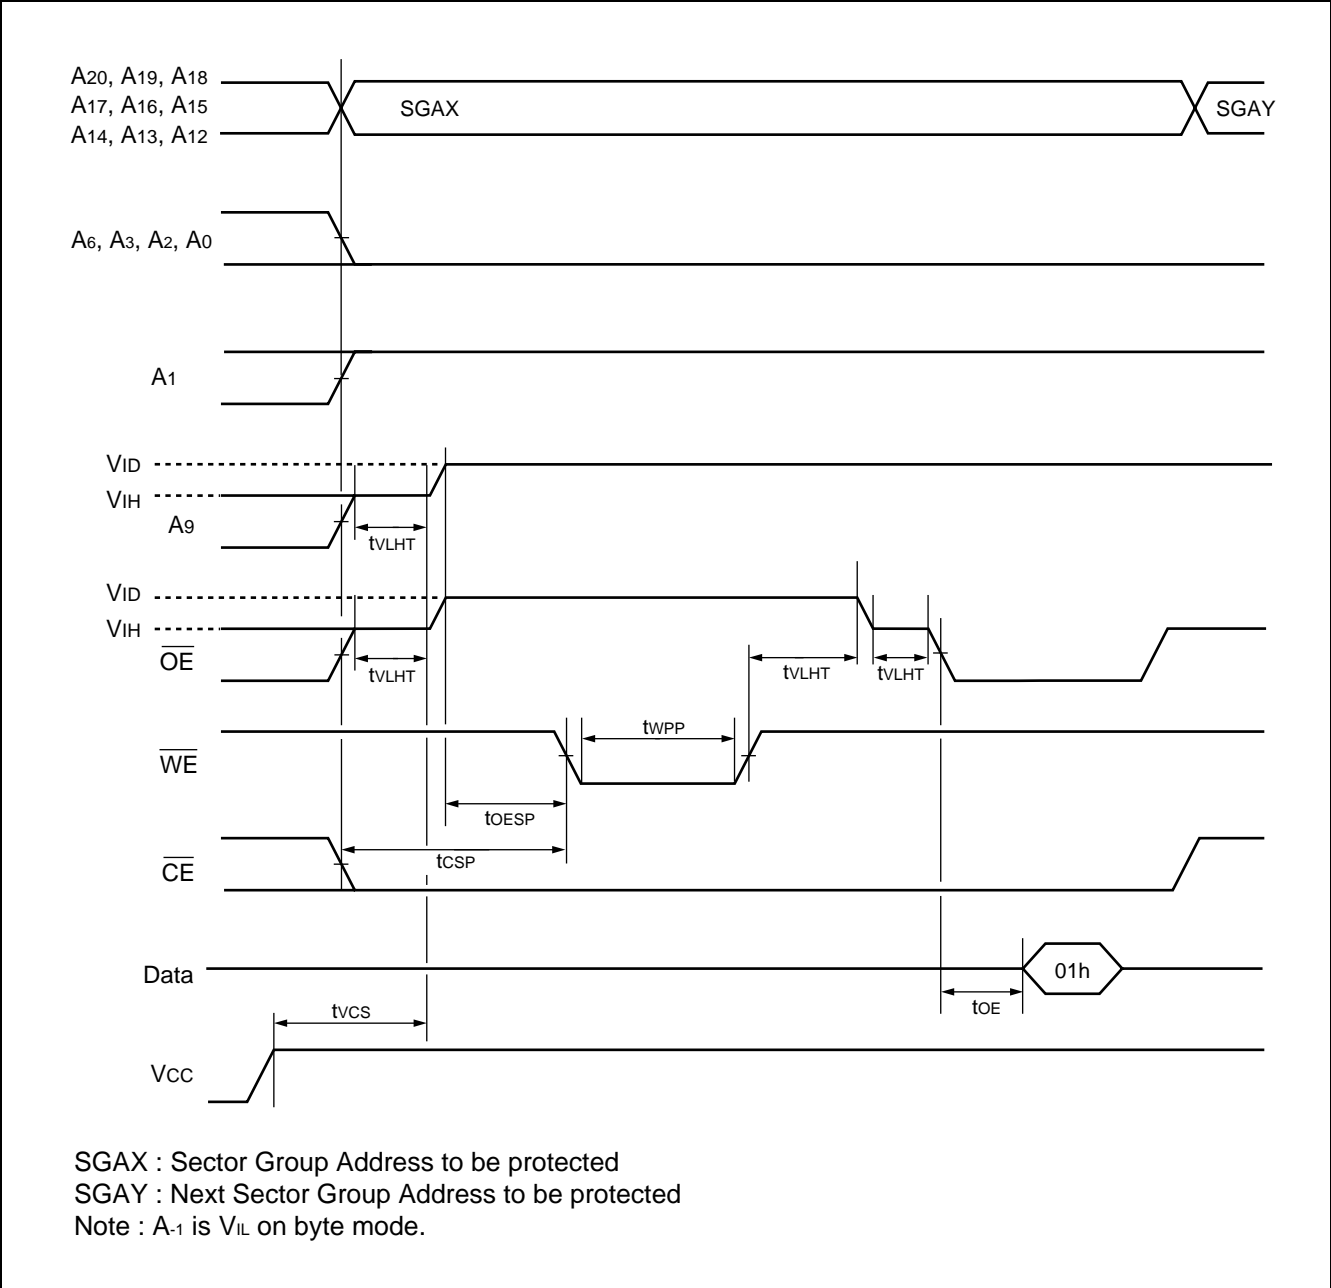 A20, A19, A18
A17, A16, A15
A14, A13, A12
SGAX
SGAY
A6, A3, A2, A0
A1
VID
VIH
A9
tVLHT
VID
VIH
OE
tVLHT
tVLHT
tVLHT
WE
tWPP
tOESP
tCSP
CE
Data
01h
tOE
tVCS
VCC
SGAX : Sector Group Address to be protected
SGAY : Next Sector Group Address to be protected
Note : A-1 is VIL on byte mode.